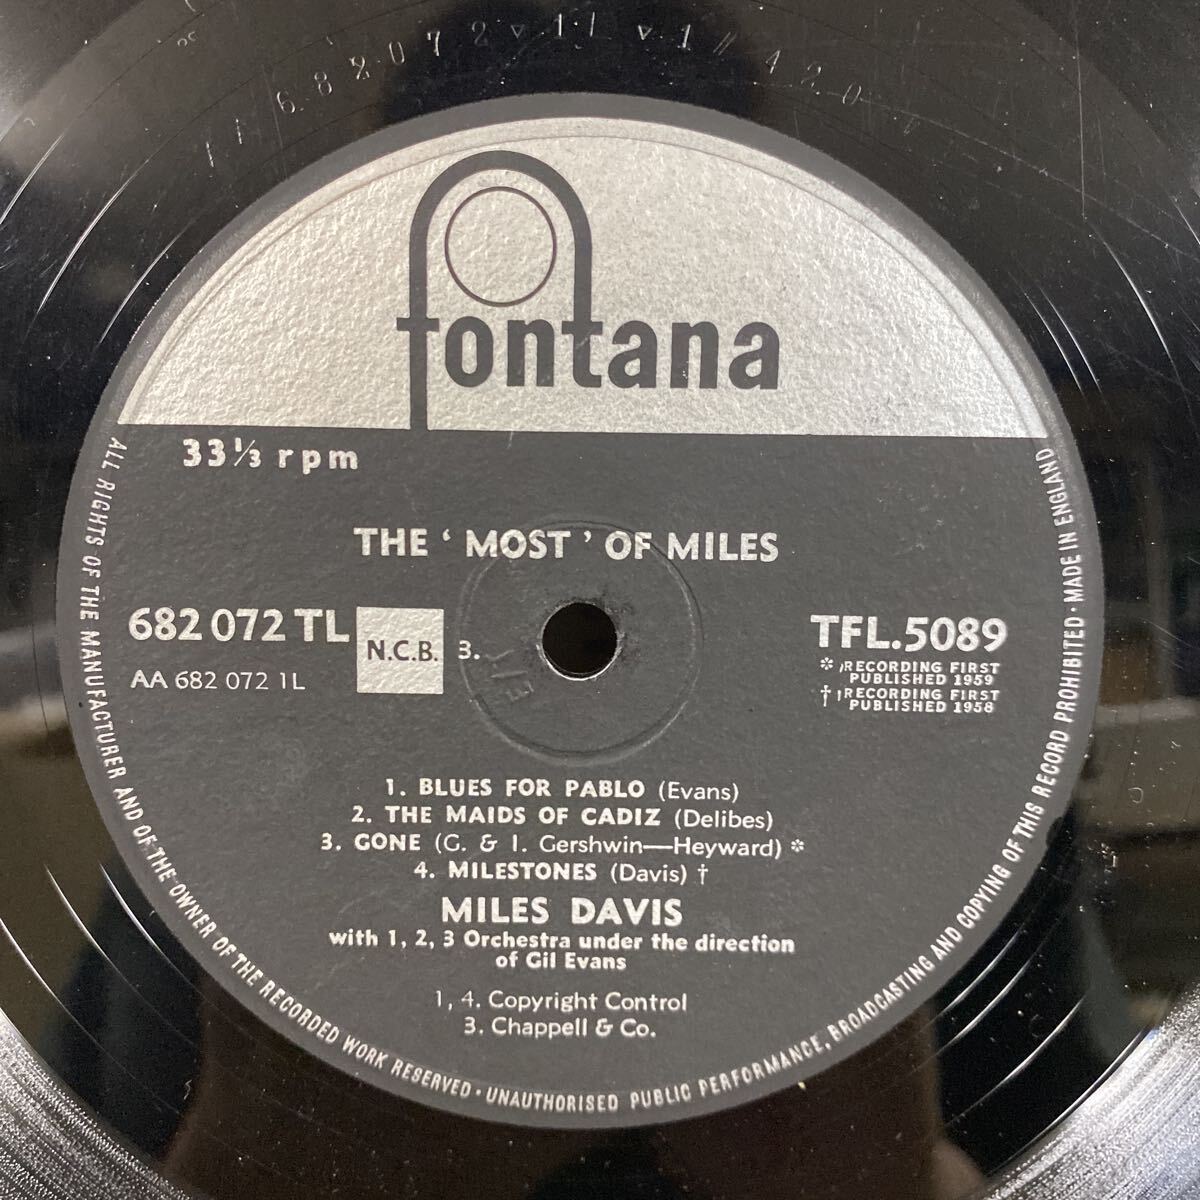 682072 ▽ 1 1 ▽ 1 // 420
fontana
33⅓ rpm
THE ‘ MOST ’ OF MILES
682 072 TL
N.C.B.
3.
TFL.5089
AA 682 072 1L
* RECORDING FIRST
PUBLISHED 1959
† RECORDING FIRST
PUBLISHED 1958
1. BLUES FOR PABLO (Evans)
2. THE MAIDS OF CADIZ (Delibes)
3. GONE (G. & I. Gershwin—Heyward) *
4. MILESTONES (Davis) †
MILES DAVIS
with 1, 2, 3 Orchestra under the direction
of Gil Evans
1, 4. Copyright Control
3. Chappell & Co.
ALL RIGHTS OF THE MANUFACTURER AND OF THE OWNER OF THE RECORDED WORK RESERVED · UNAUTHORISED PUBLIC PERFORMANCE, BROADCASTING AND COPYING OF THIS RECORD PROHIBITED · MADE IN ENGLAND